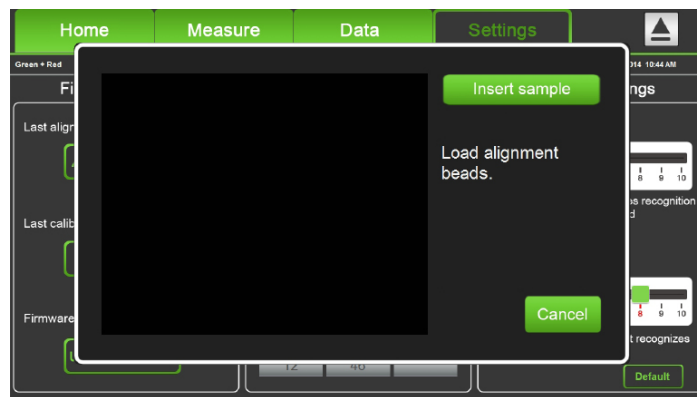 Home Measure Data Settings
Green + Red
014 10:44 AM
Fi
ngs
Insert sample
Last align
Load alignment
beads.
8 9 10
s recognition
d
Last calib
Cancel
8 9 10
Firmware
t recognizes
U
12 46
Default